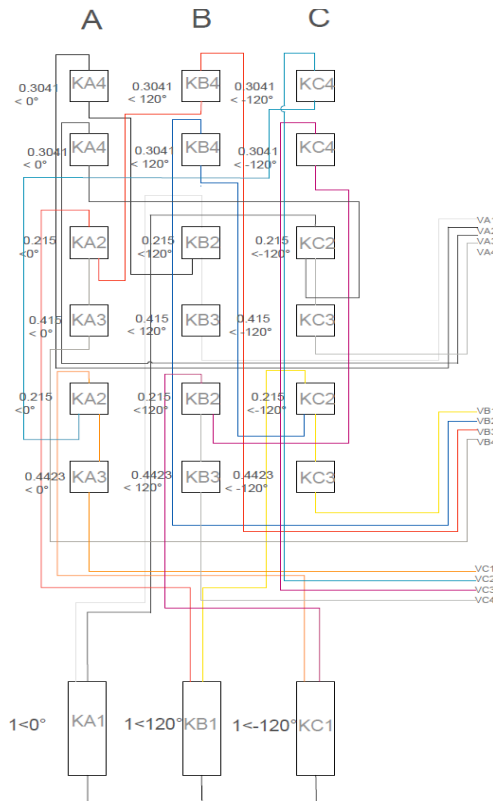 A B C
KA4 KB4 KC4
0.3041 0.3041 0.3041
< 0° < 120° < -120°
KA4 KB4 KC4
0.3041 0.3041 0.3041
< 0° < 120° < -120°
VA1
VA2
VA3
VA4
KA2 KB2 KC2
0.215 0.215 0.215
<0° <120° <-120°
KA3 KB3 KC3
0.415 0.415 0.415
< 0° < 120° < -120°
KA2 KB2 KC2
0.215 0.215 0.215
<0° <120° <-120°
VB1
VB2
VB3
VB4
KA3 KB3 KC3
0.4423 0.4423 0.4423
< 0° < 120° < -120°
VC1
VC2
VC3
VC4
1<0° KA1 1<120° KB1 1<-120° KC1